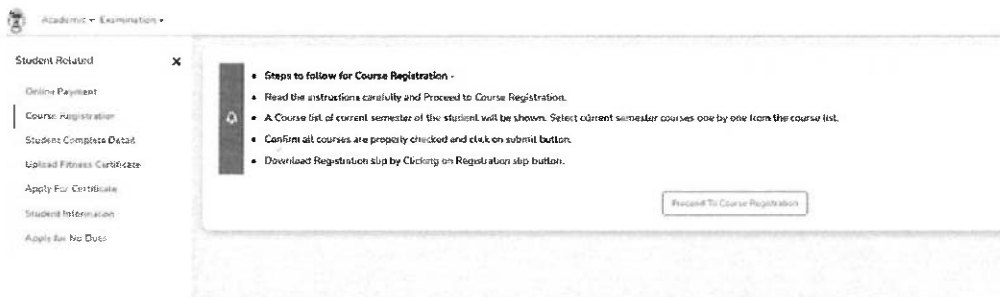 Academic Examination
Student Related
Online Payment
Course Registration
Student Complete Detail
Upload Fitness Certificate
Apply For Certificate
Student Information
Apply for No Dues
Steps to follow for Course Registration -
Read the instructions carefully and Proceed to Course Registration.
A Course list of current semester of the student will be shown. Select current semester courses one by one from the course list.
Confirm all courses are properly checked and click on submit button.
Download Registration slip by Clicking on Registration slip button.
Proceed To Course Registration